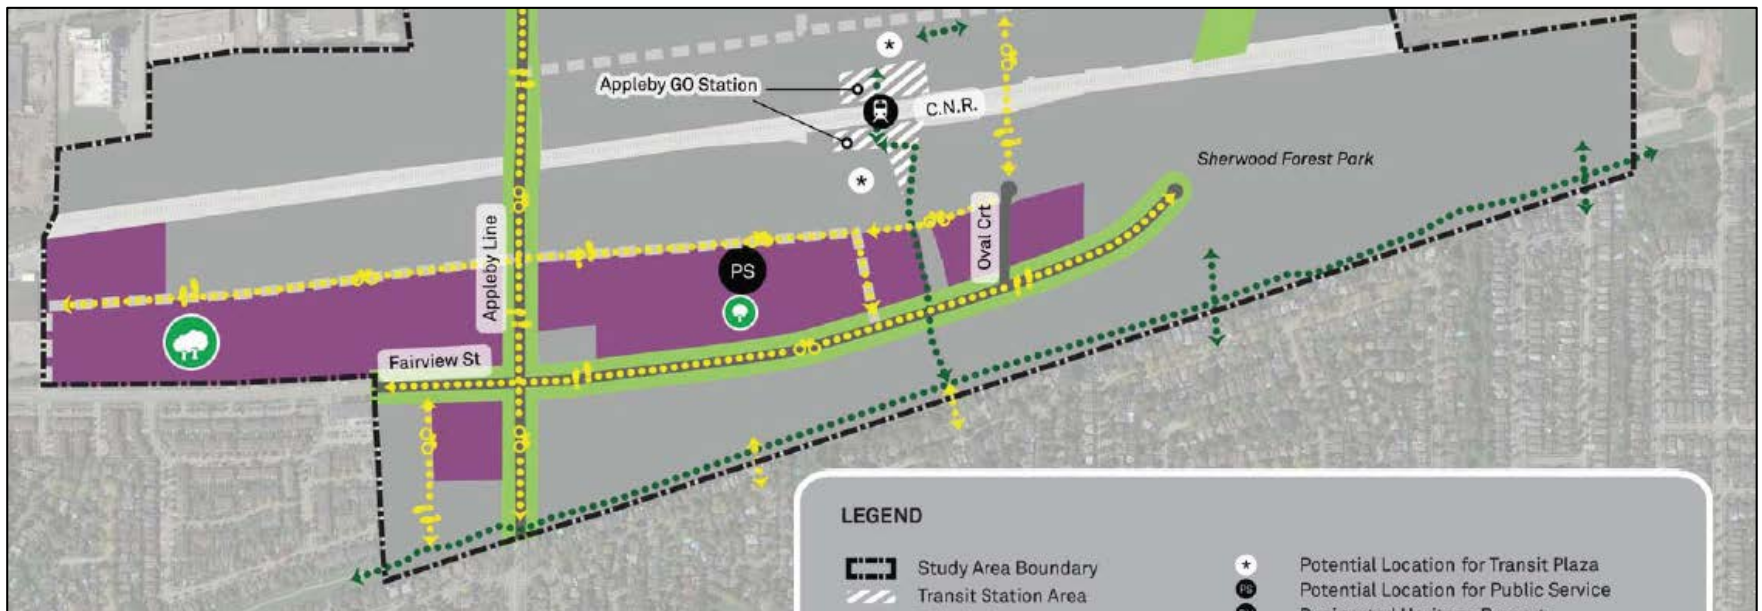 *
Appleby GO Station
C.N.R.
Sherwood Forest Park
*
Appleby Line
Oval Crt
PS
Fairview St
LEGEND
Study Area Boundary
* Potential Location for Transit Plaza
PS Potential Location for Public Service
Transit Station Area